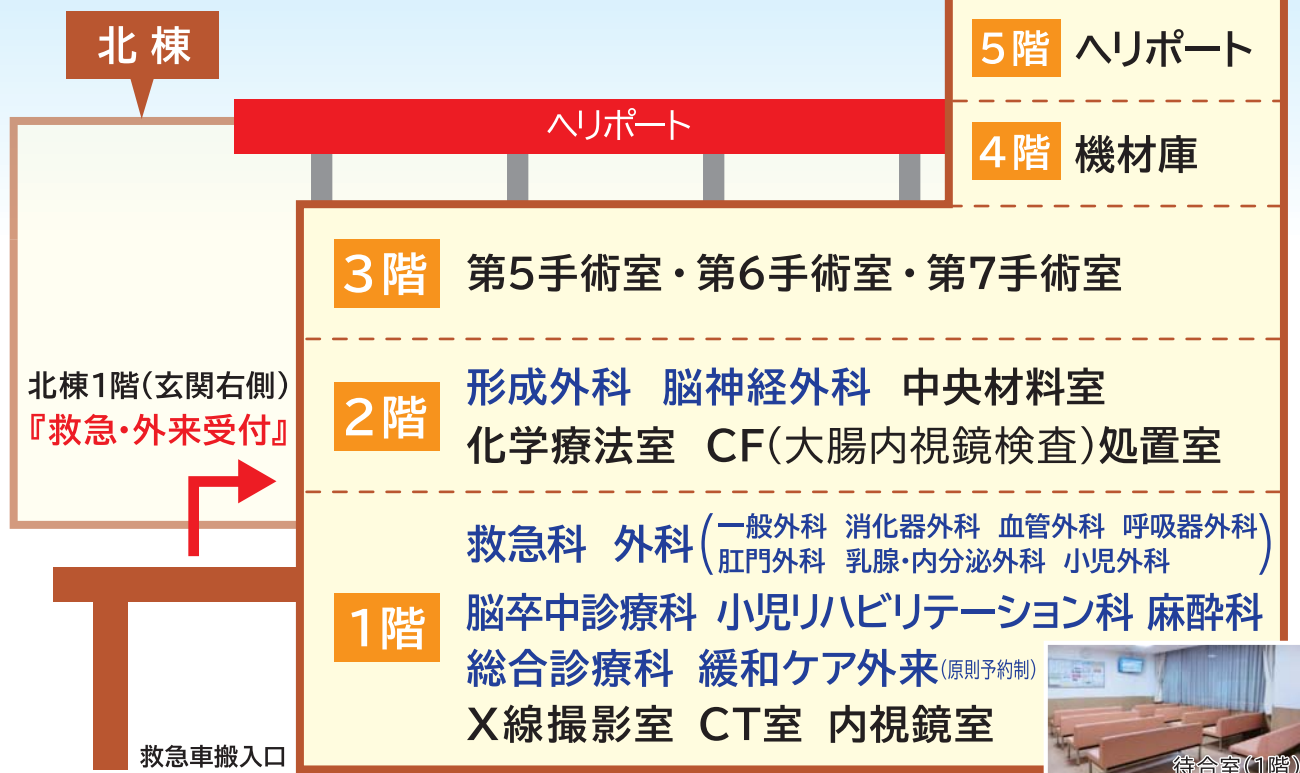 北棟
ヘリポート
5階 ヘリポート
4階 機材庫
3階 第5手術室・第6手術室・第7手術室
北棟1階(玄関右側)
『救急・外来受付』
2階 形成外科 脳神経外科 中央材料室
化学療法室 CF(大腸内視鏡検査)処置室
1階
救急科 外科(一般外科 消化器外科 血管外科 呼吸器外科
肛門外科 乳腺・内分泌外科 小児外科)
脳卒中診療科 小児リハビリテーション科 麻酔科
総合診療科 緩和ケア外来(原則予約制)
X線撮影室 CT室 内視鏡室
救急車搬入口
待合室(1階)